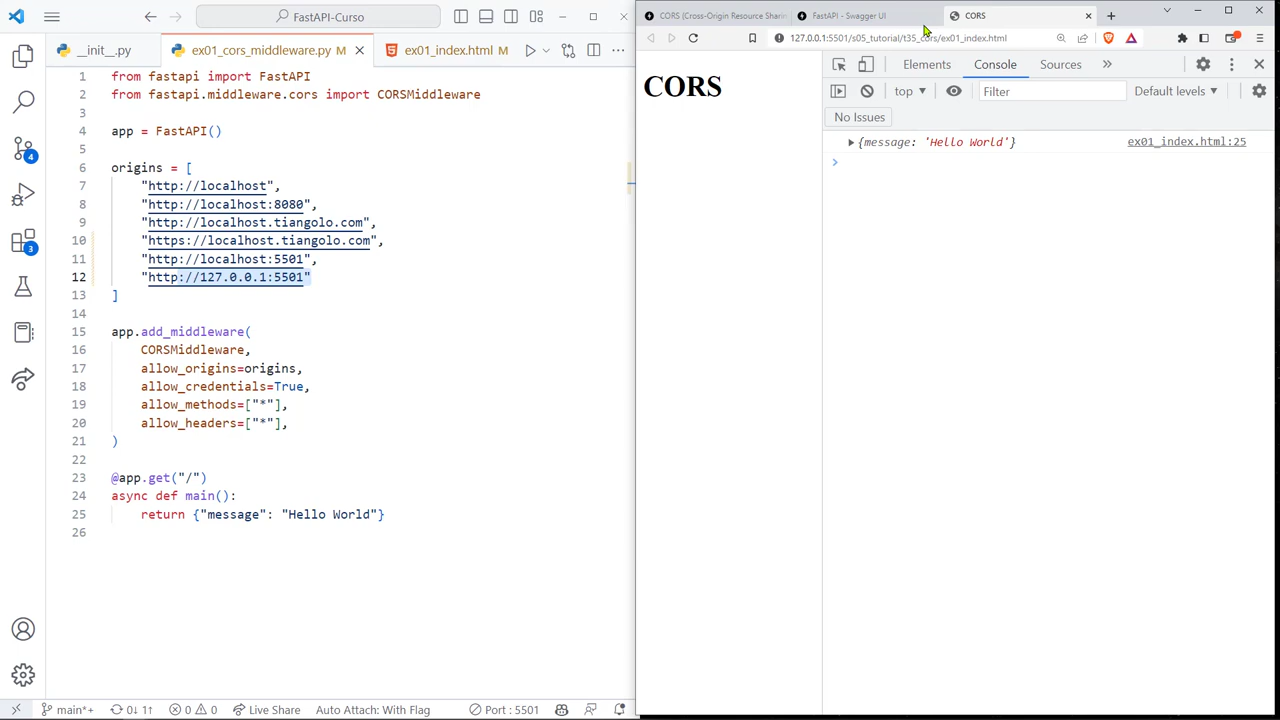 FastAPI-Curso
__init__.py
ex01_cors_middleware.py M
ex01_index.html M
1 from fastapi import FastAPI
2 from fastapi.middleware.cors import CORSMiddleware
3
4 app = FastAPI()
5
6 origins = [
7 "http://localhost",
8 "http://localhost:8080",
9 "http://localhost.tiangolo.com",
10 "https://localhost.tiangolo.com",
11 "http://localhost:5501",
12 "http://127.0.0.1:5501"
13 ]
14
15 app.add_middleware(
16 CORSMiddleware,
17 allow_origins=origins,
18 allow_credentials=True,
19 allow_methods=["*"],
20 allow_headers=["*"],
21 )
22
23 @app.get("/")
24 async def main():
25 return {"message": "Hello World"}
26
4
3
main*+ 0↓ 1↑ 0 0 Live Share Auto Attach: With Flag Port : 5501
CORS (Cross-Origin Resource Sharin
FastAPI - Swagger UI
CORS
127.0.0.1:5501/s05_tutorial/t35_cors/ex01_index.html
CORS
Elements Console Sources »
top Filter Default levels
No Issues
{message: 'Hello World'} ex01_index.html:25